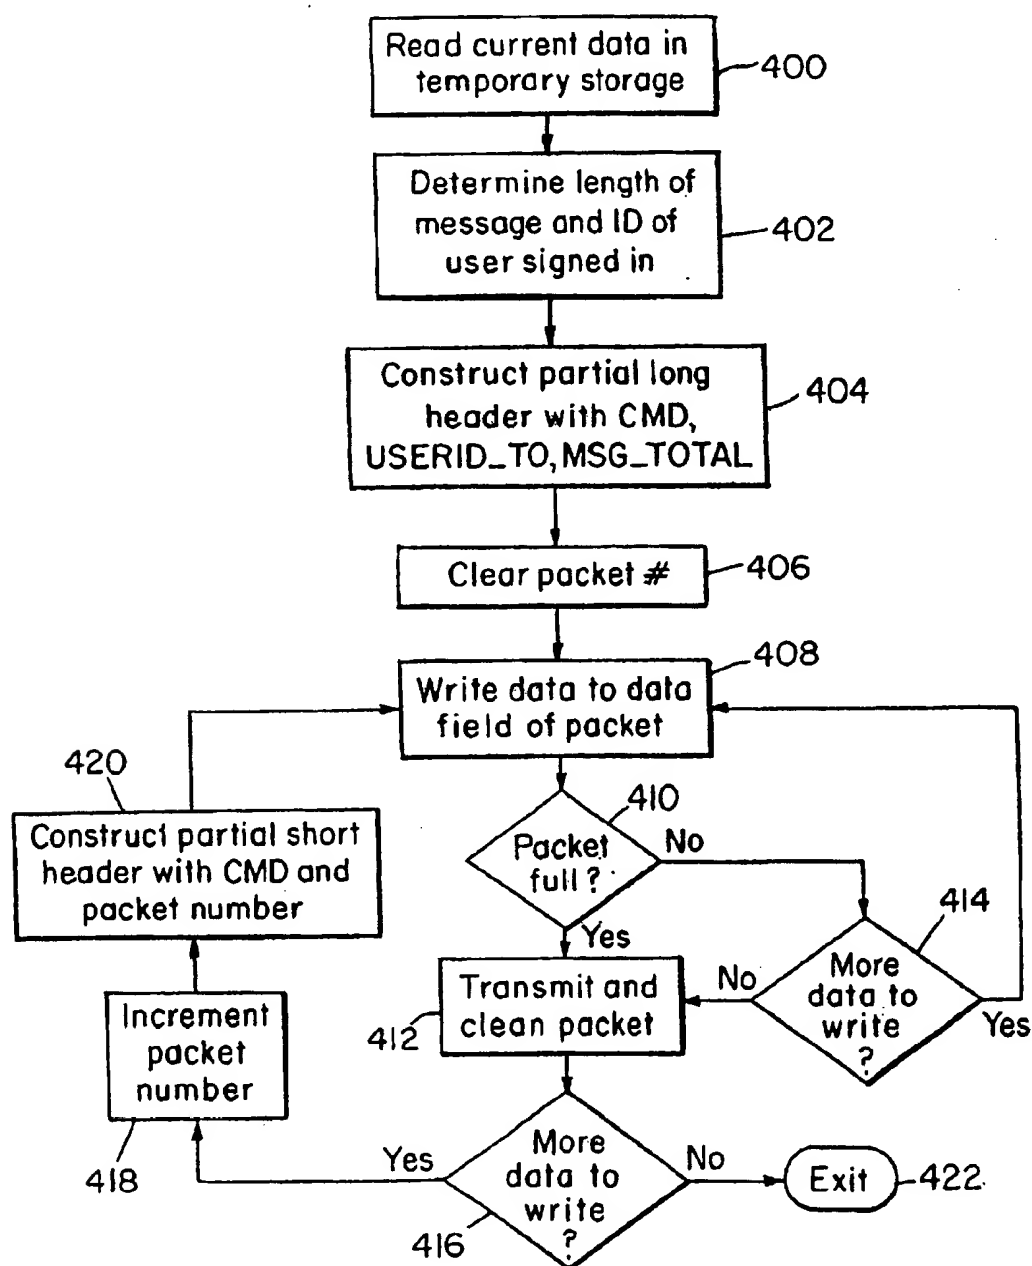 Read current data in
temporary storage
400
Determine length of
message and ID of
user signed in
402
Construct partial long
header with CMD,
USERID_TO, MSG_TOTAL
404
Clear packet #
406
408
Write data to data
field of packet
420
Construct partial short
header with CMD and
packet number
410
Packet
full?
No
Yes
414
More
data to
write
?
No
Yes
Transmit and
clean packet
412
Increment
packet
number
418
More
data to
write
?
Yes
No
416
Exit
422